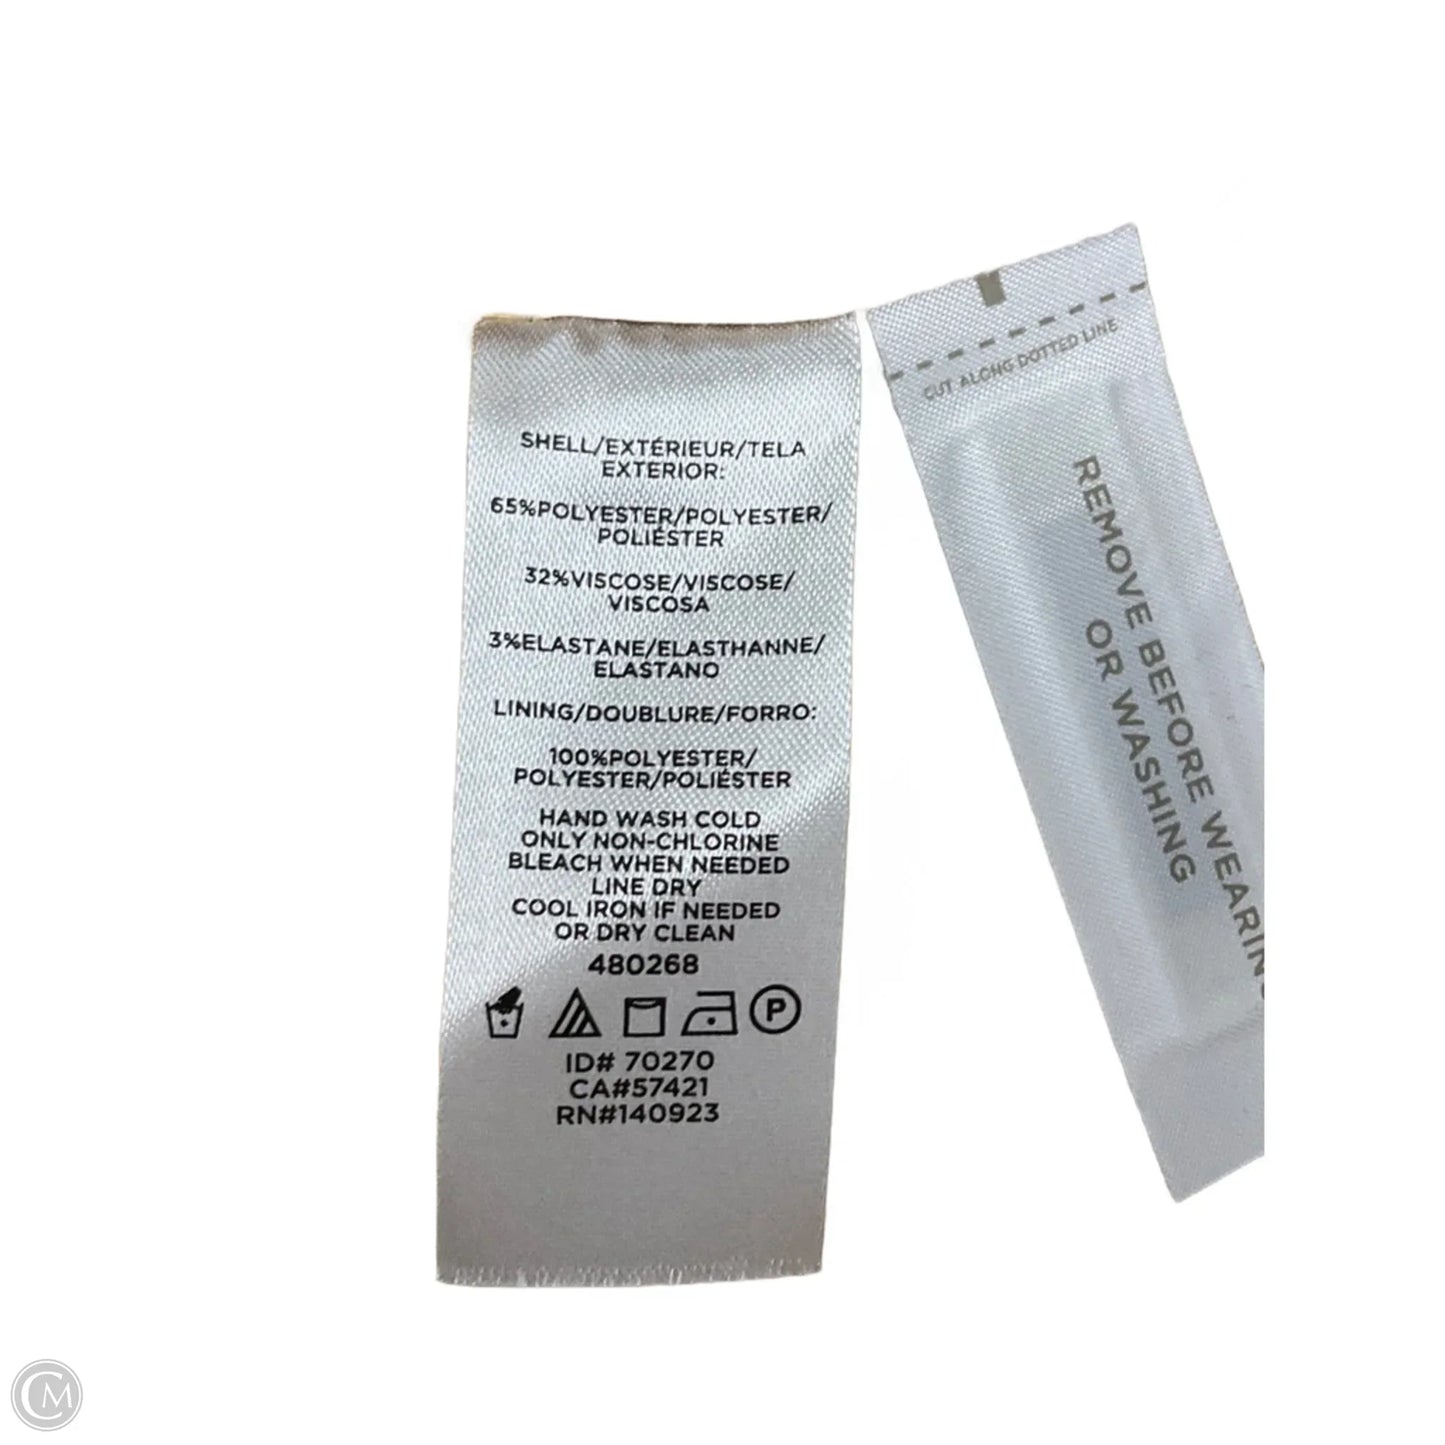 SHELL/EXTÉRIEUR/TELA
EXTERIOR:
65%POLYESTER/POLYESTER/
POLIÉSTER
32%VISCOSE/VISCOSE/
VISCOSA
3%ELASTANE/ELASTHANNE/
ELASTANO
LINING/DOUBLURE/FORRO:
100%POLYESTER/
POLYESTER/POLIÉSTER
HAND WASH COLD
ONLY NON-CHLORINE
BLEACH WHEN NEEDED
LINE DRY
COOL IRON IF NEEDED
OR DRY CLEAN
480268
P
ID# 70270
CA#57421
RN#140923
CUT ALONG DOTTED LINE
REMOVE BEFORE WEARING
OR WASHING
CM